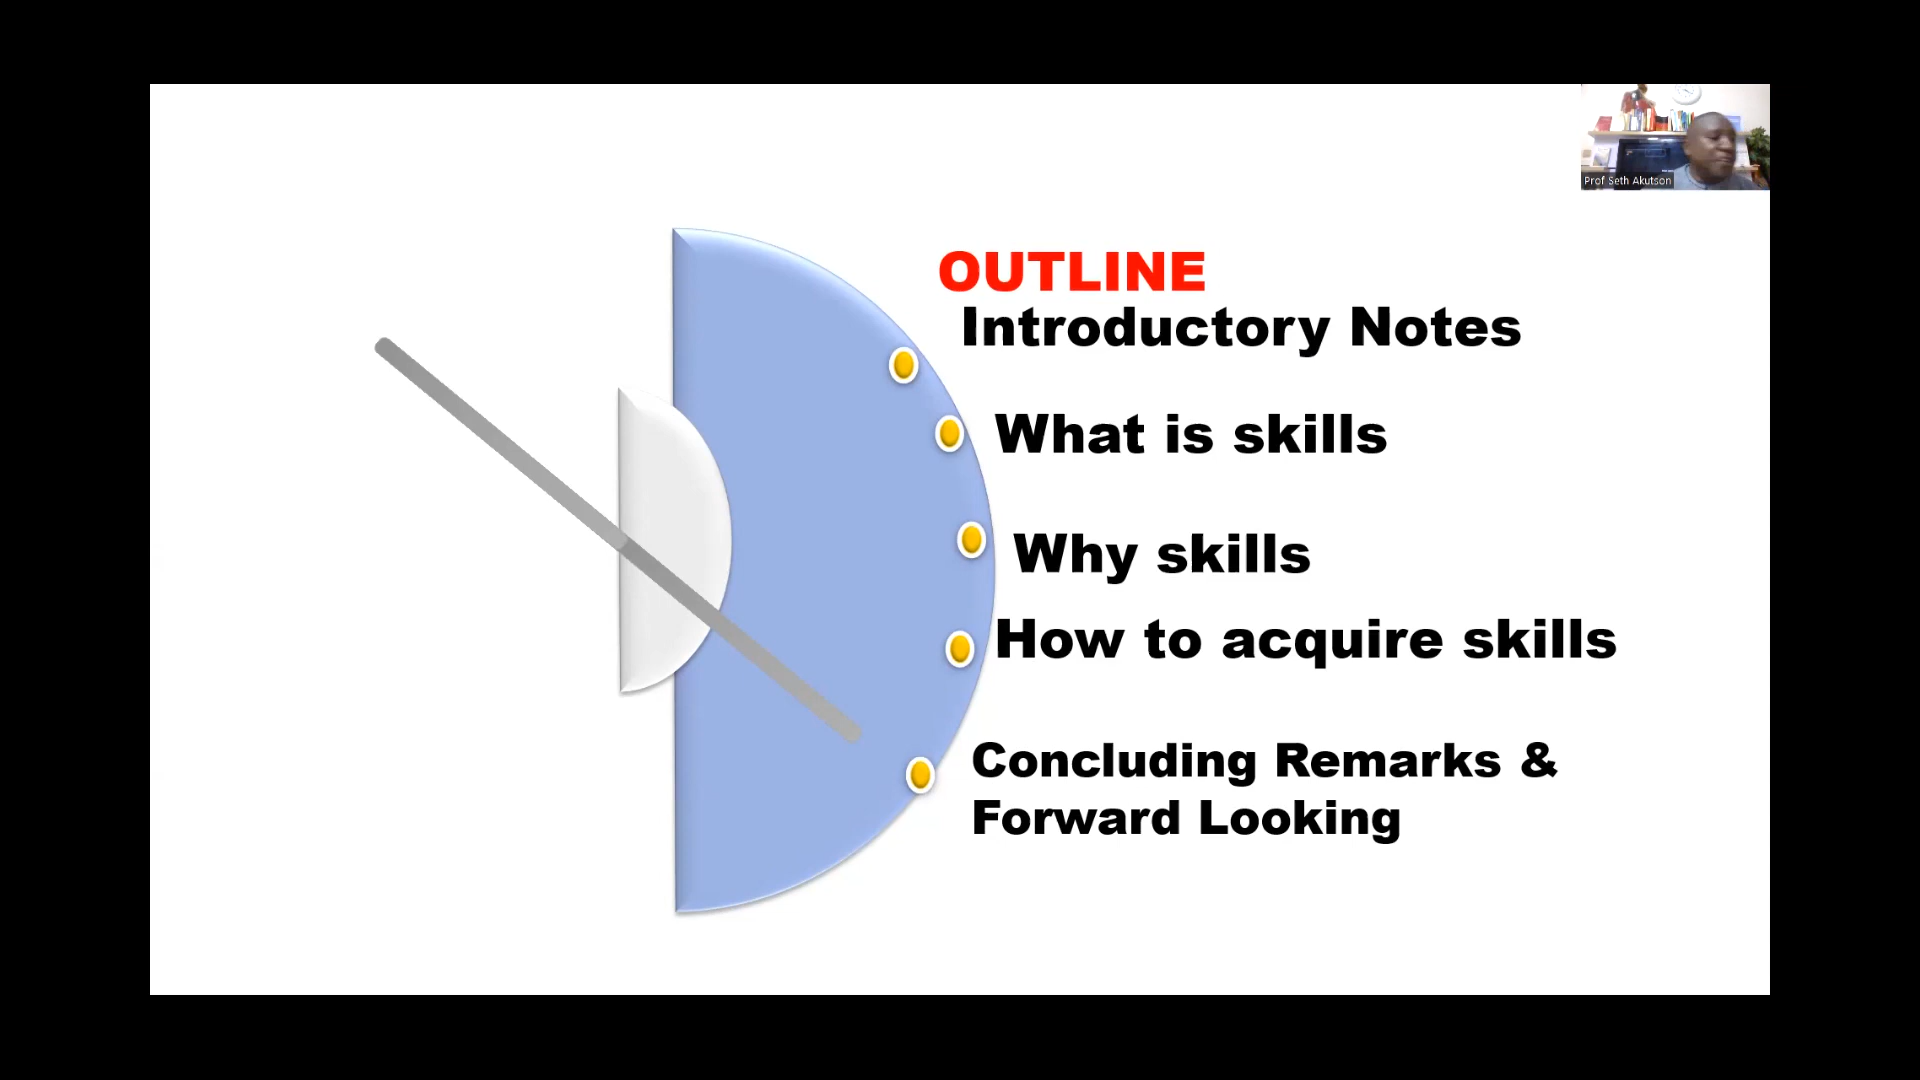 Prof Seth Akutson
OUTLINE
Introductory Notes
What is skills
Why skills
How to acquire skills
Concluding Remarks &
Forward Looking